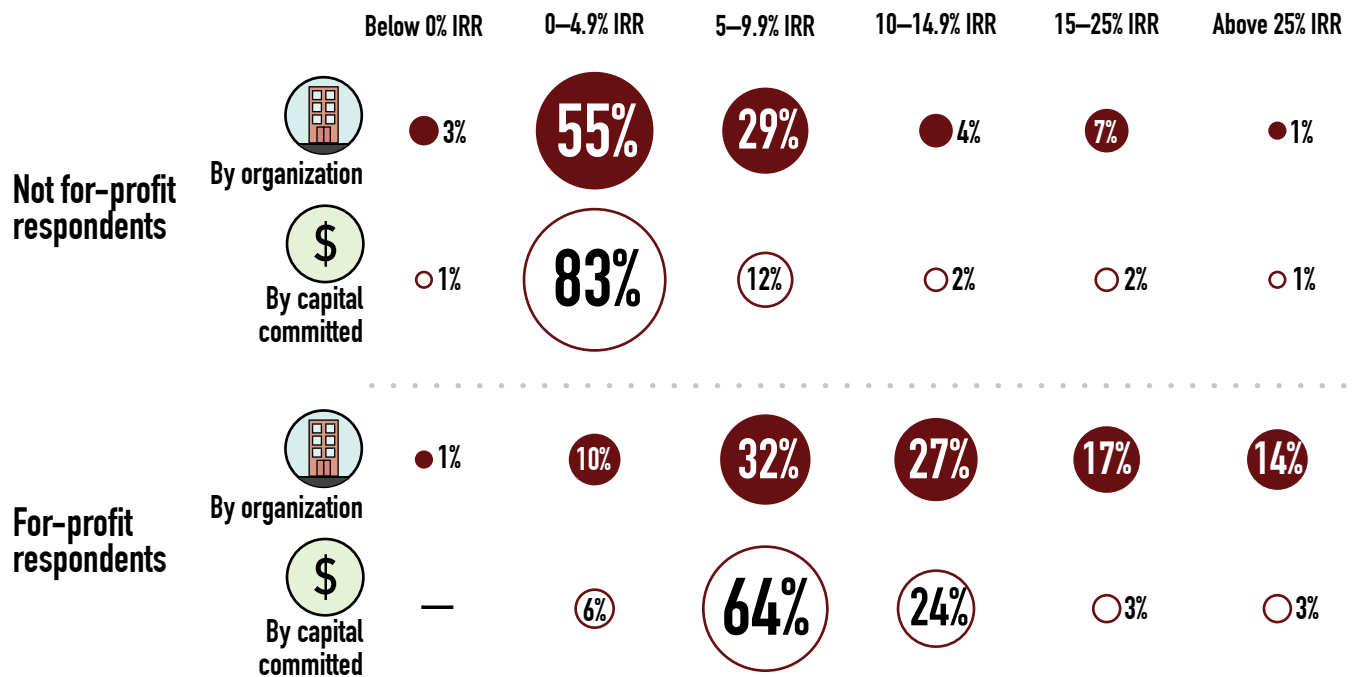 Below 0% IRR 0–4.9% IRR 5–9.9% IRR 10–14.9% IRR 15–25% IRR Above 25% IRR
Not for-profit
respondents
By organization
3% 55% 29% 4% 7% 1%
$
By capital
committed
1% 83% 12% 2% 2% 1%
For-profit
respondents
By organization
1% 10% 32% 27% 17% 14%
$
By capital
committed
— 6% 64% 24% 3% 3%